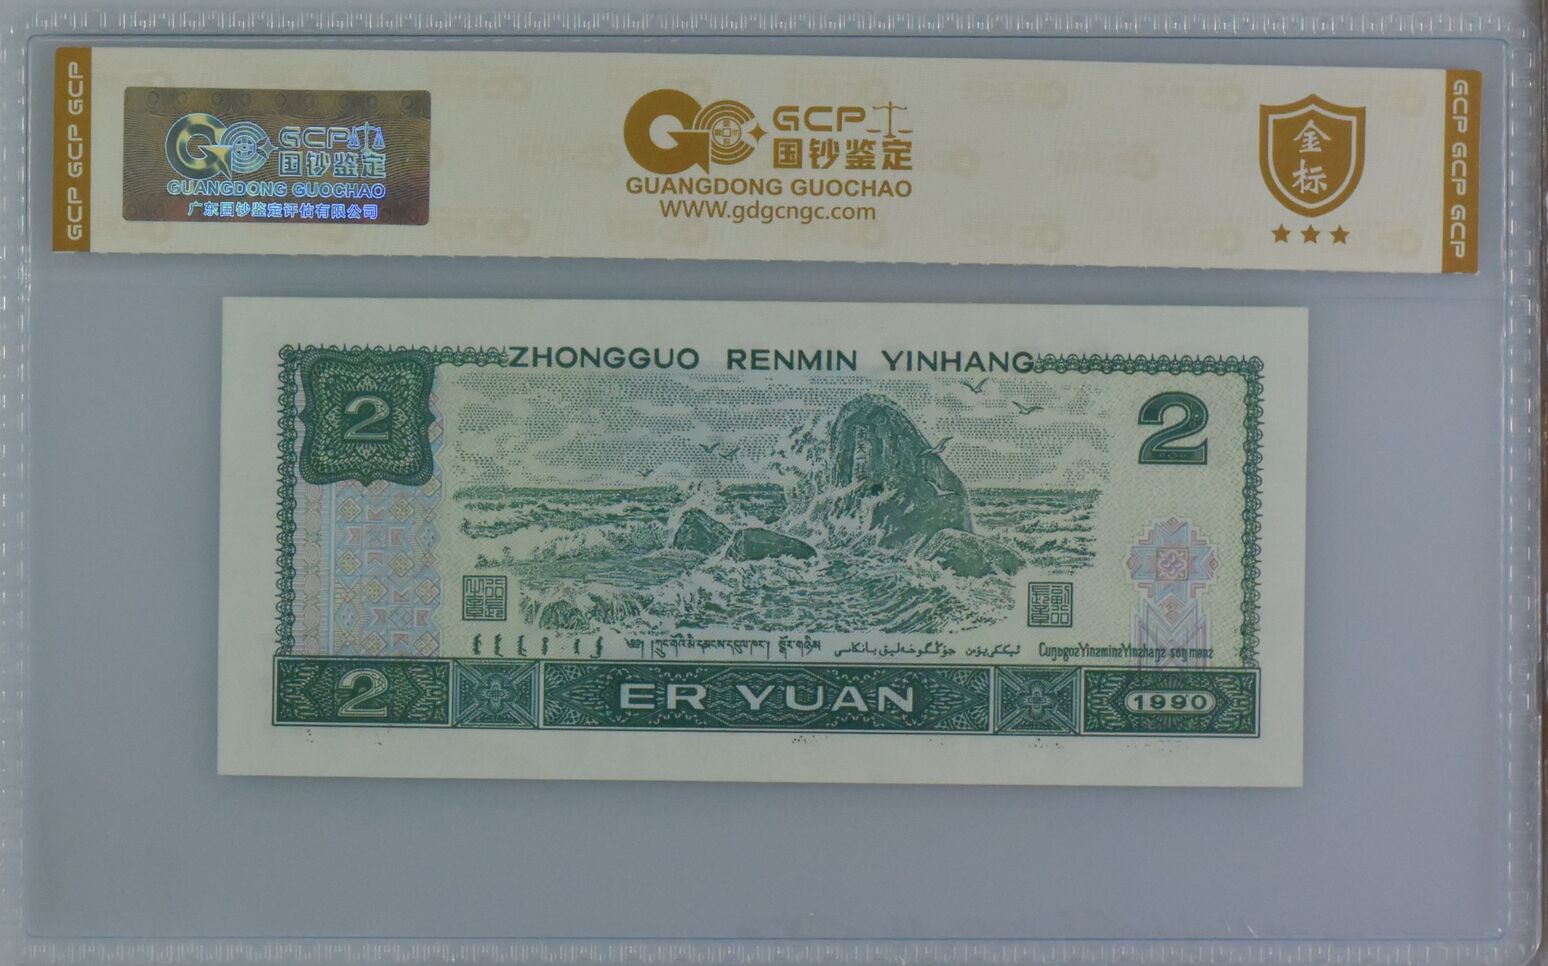 GCP GCP GCP
GCP
国钞鉴定
GUANGDONG GUOCHAO
广东国钞鉴定评估有限公司
GCP
国钞鉴定
GUANGDONG GUOCHAO
WWW.gdgcngc.com
金标
GCP GCP GCP GCP
ZHONGGUO RENMIN YINHANG
2
2
2
ER YUAN
1990